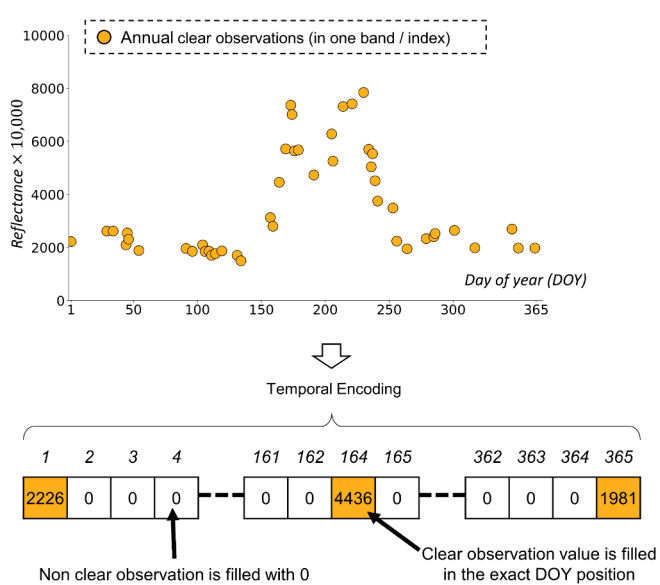 10000
Annual clear observations (in one band / index)
8000
6000
4000
2000
0
Reflectance × 10,000
Day of year (DOY)
1 50 100 150 200 250 300 365
Temporal Encoding
1 2 3 4 161 162 164 165 362 363 364 365
2226 0 0 0 0 0 4436 0 0 0 0 1981
Clear observation value is filled
in the exact DOY position
Non clear observation is filled with 0